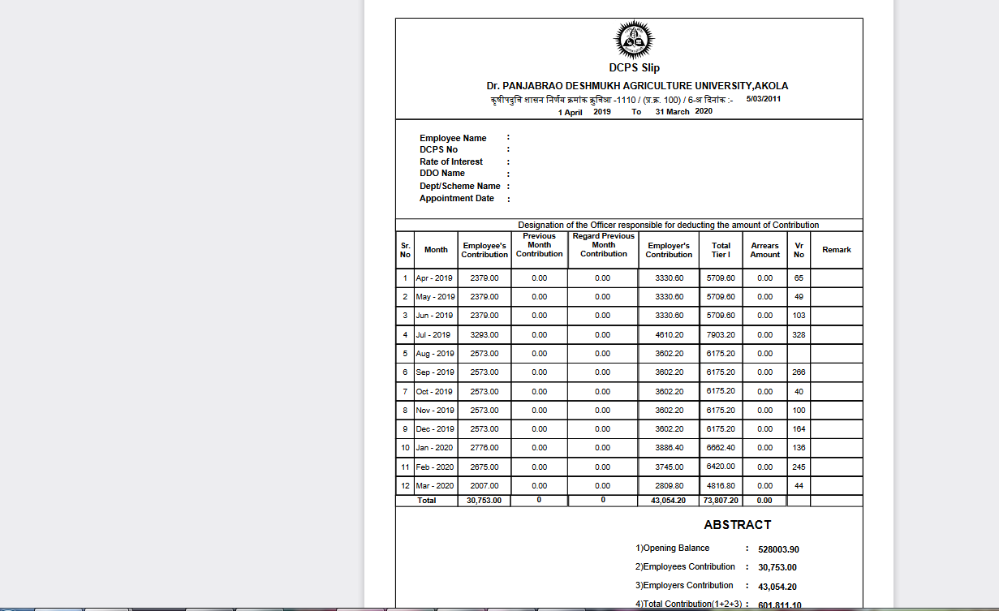 DCPS Slip
Dr. PANJABRAO DESHMUKH AGRICULTURE UNIVERSITY,AKOLA
कृषीपदुवि शासन निर्णय क्रमांक क्रुविआ -1110 / (प्र.क्र. 100) / 6-अ दिनांक :- 5/03/2011
1 April 2019 To 31 March 2020
Employee Name :
DCPS No :
Rate of Interest :
DDO Name :
Dept/Scheme Name :
Appointment Date :
Designation of the Officer responsible for deducting the amount of Contribution
Sr. No Month Employee's Contribution Previous Month Contribution Regard Previous Month Contribution Employer's Contribution Total Tier I Arrears Amount Vr No Remark
1 Apr - 2019 2379.00 0.00 0.00 3330.60 5709.60 0.00 65
2 May - 2019 2379.00 0.00 0.00 3330.60 5709.60 0.00 49
3 Jun - 2019 2379.00 0.00 0.00 3330.60 5709.60 0.00 103
4 Jul - 2019 3293.00 0.00 0.00 4610.20 7903.20 0.00 328
5 Aug - 2019 2573.00 0.00 0.00 3602.20 6175.20 0.00
6 Sep - 2019 2573.00 0.00 0.00 3602.20 6175.20 0.00 266
7 Oct - 2019 2573.00 0.00 0.00 3602.20 6175.20 0.00 40
8 Nov - 2019 2573.00 0.00 0.00 3602.20 6175.20 0.00 100
9 Dec - 2019 2573.00 0.00 0.00 3602.20 6175.20 0.00 164
10 Jan - 2020 2776.00 0.00 0.00 3886.40 6662.40 0.00 136
11 Feb - 2020 2675.00 0.00 0.00 3745.00 6420.00 0.00 245
12 Mar - 2020 2007.00 0.00 0.00 2809.80 4816.80 0.00 44
Total 30,753.00 0 0 43,054.20 73,807.20 0.00
ABSTRACT
1)Opening Balance : 528003.90
2)Employees Contribution : 30,753.00
3)Employers Contribution : 43,054.20
4)Total Contribution(1+2+3) : 601,811.10